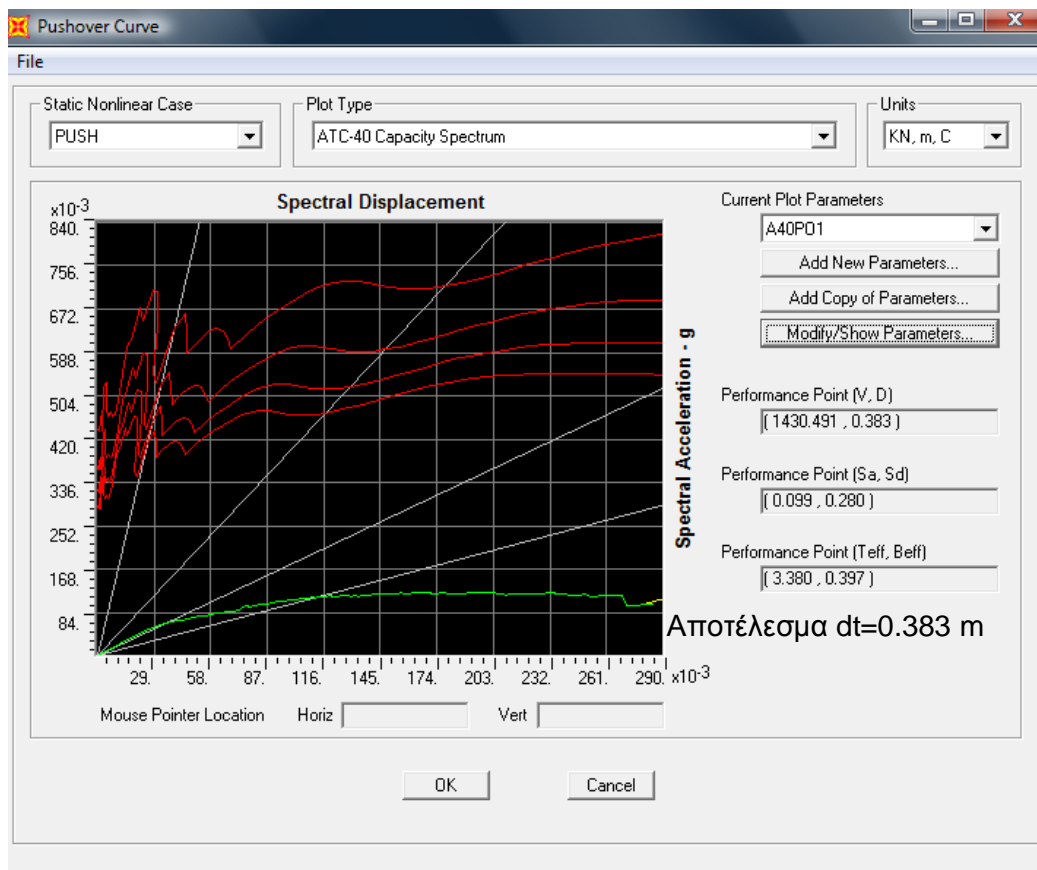 Pushover Curve
File
Static Nonlinear Case
PUSH
Plot Type
ATC-40 Capacity Spectrum
Units
KN, m, C
Spectral Displacement
x10-3
840.
756.
672.
588.
504.
420.
336.
252.
168.
84.
29. 58. 87. 116. 145. 174. 203. 232. 261. 290. x10-3
Spectral Acceleration - g
Mouse Pointer Location Horiz Vert
Current Plot Parameters
A40PO1
Add New Parameters...
Add Copy of Parameters...
Modify/Show Parameters...
Performance Point (V, D)
( 1430.491 , 0.383 )
Performance Point (Sa, Sd)
( 0.099 , 0.280 )
Performance Point (Teff, Beff)
( 3.380 , 0.397 )
Αποτέλεσμα dt=0.383 m
OK Cancel